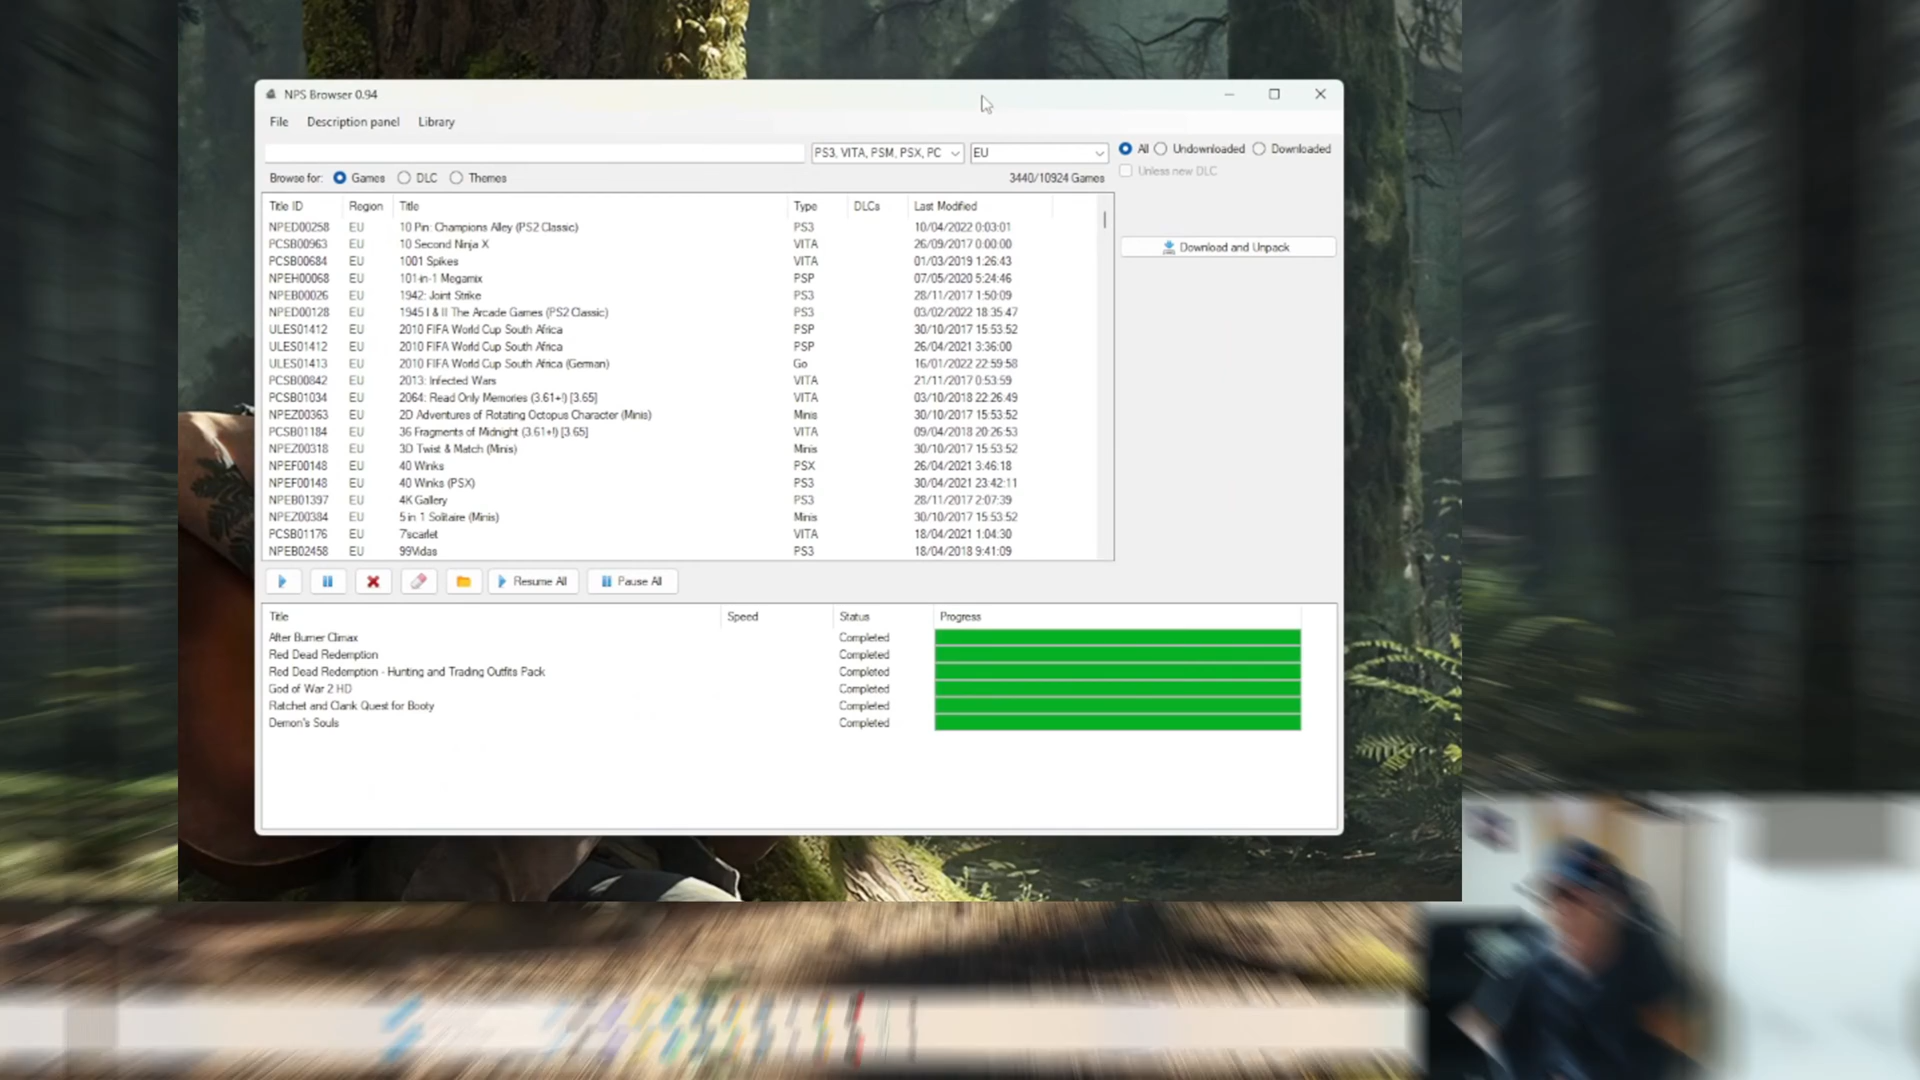 NPS Browser 0.94
File Description panel Library
PS3, VITA, PSM, PSX, PC EU All Undownloaded Downloaded
Unless new DLC
Browse for: Games DLC Themes 3440/10924 Games
Title ID Region Title Type DLCs Last Modified
NPED00258 EU 10 Pin: Champions Alley (PS2 Classic) PS3 10/04/2022 0:03:01
PCSB00963 EU 10 Second Ninja X VITA 26/09/2017 0:00:00
Download and Unpack
PCSB00684 EU 1001 Spikes VITA 01/03/2019 1:26:43
NPEH00068 EU 101-in-1 Megamix PSP 07/05/2020 5:24:46
NPEB00026 EU 1942: Joint Strike PS3 28/11/2017 1:50:09
NPED00128 EU 1945 I & II The Arcade Games (PS2 Classic) PS3 03/02/2022 18:35:47
ULES01412 EU 2010 FIFA World Cup South Africa PSP 30/10/2017 15:53:52
ULES01412 EU 2010 FIFA World Cup South Africa PSP 26/04/2021 3:36:00
ULES01413 EU 2010 FIFA World Cup South Africa (German) Go 16/01/2022 22:59:58
PCSB00842 EU 2013: Infected Wars VITA 21/11/2017 0:53:59
PCSB01034 EU 2064: Read Only Memories (3.61+!) [3.65] VITA 03/10/2018 22:26:49
NPEZ00363 EU 2D Adventures of Rotating Octopus Character (Minis) Minis 30/10/2017 15:53:52
PCSB01184 EU 36 Fragments of Midnight (3.61+!) [3.65] VITA 09/04/2018 20:26:53
NPEZ00318 EU 3D Twist & Match (Minis) Minis 30/10/2017 15:53:52
NPEF00148 EU 40 Winks PSX 26/04/2021 3:46:18
NPEF00148 EU 40 Winks (PSX) PS3 30/04/2021 23:42:11
NPEB01397 EU 4K Gallery PS3 28/11/2017 2:07:39
NPEZ00384 EU 5 in 1 Solitaire (Minis) Minis 30/10/2017 15:53:52
PCSB01176 EU 7'scarlet VITA 18/04/2021 1:04:30
NPEB02458 EU 99Vidas PS3 18/04/2018 9:41:09
Resume All Pause All
Title Speed Status Progress
After Burner Climax Completed
Red Dead Redemption Completed
Red Dead Redemption - Hunting and Trading Outfits Pack Completed
God of War 2 HD Completed
Ratchet and Clank Quest for Booty Completed
Demon's Souls Completed